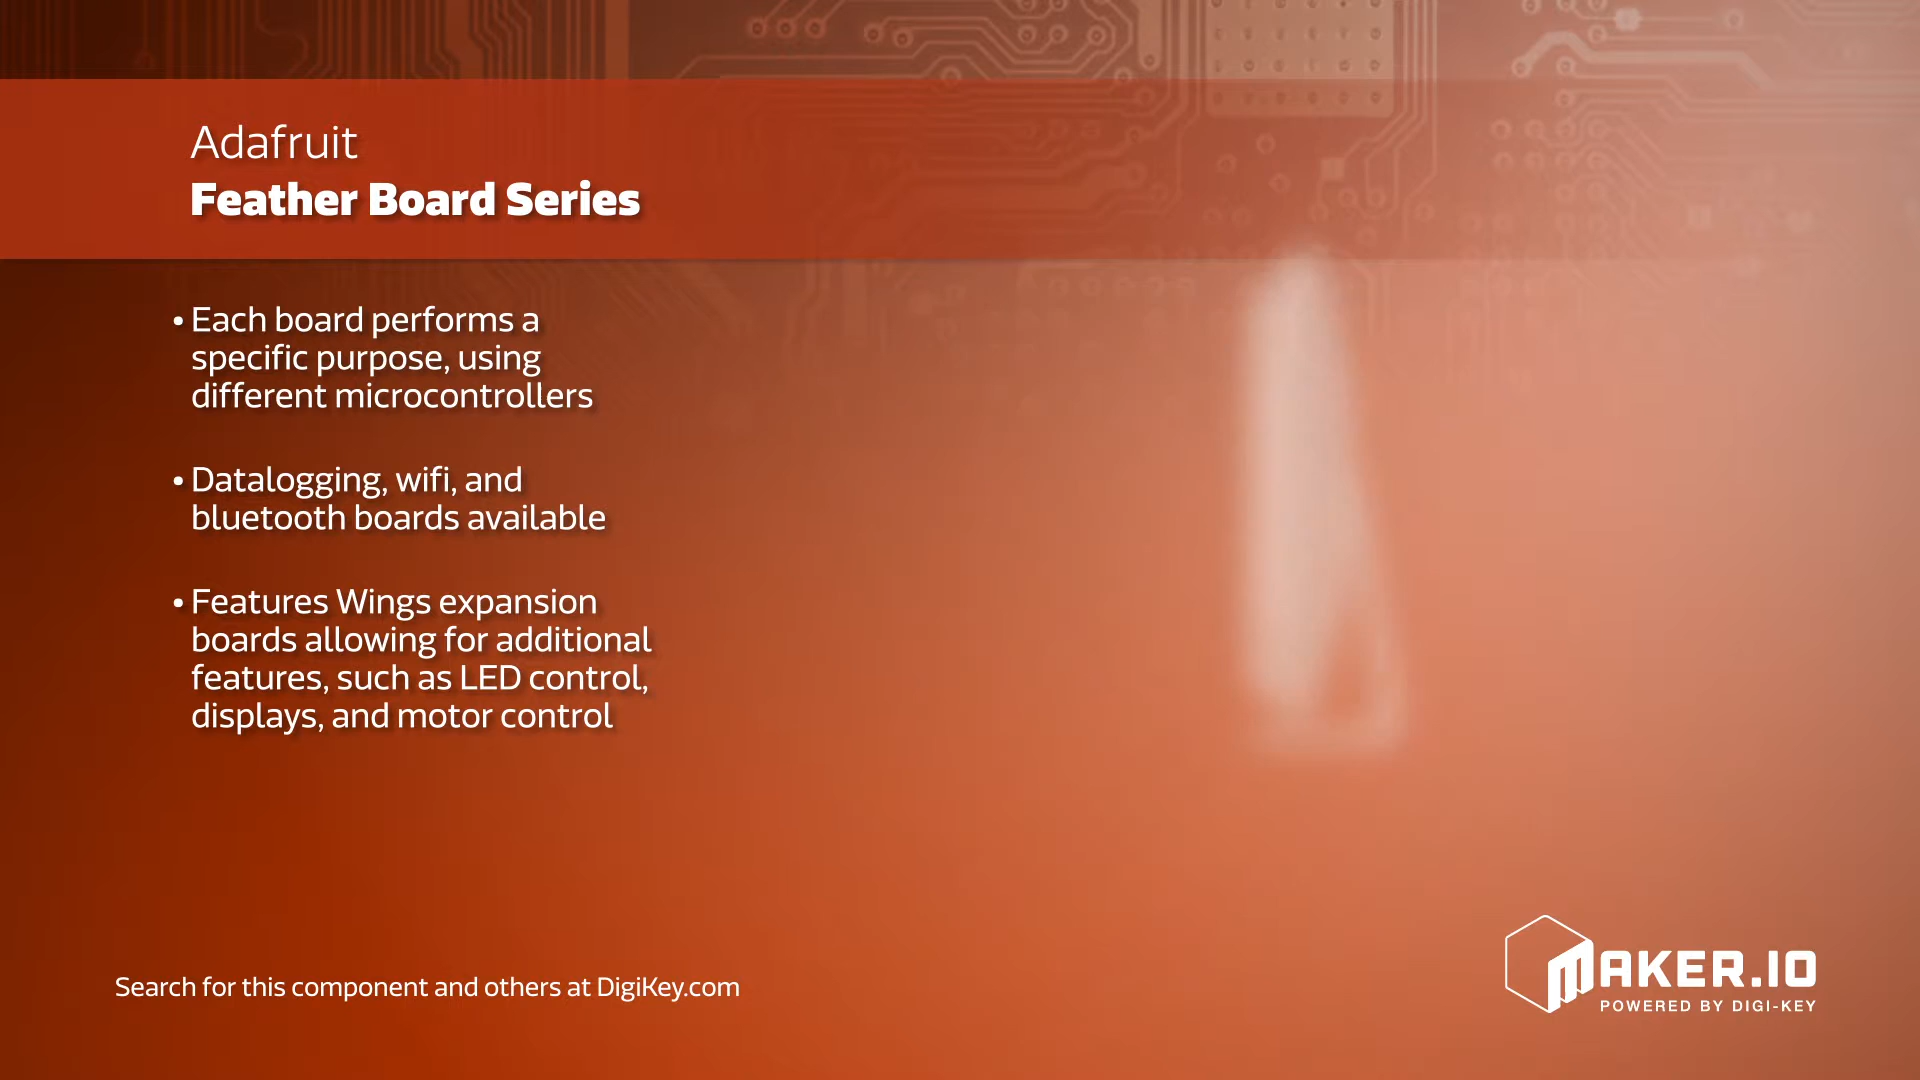 Adafruit
Feather Board Series
• Each board performs a
specific purpose, using
different microcontrollers
• Datalogging, wifi, and
bluetooth boards available
• Features Wings expansion
boards allowing for additional
features, such as LED control,
displays, and motor control
Search for this component and others at DigiKey.com
MAKER.IO
POWERED BY DIGI-KEY